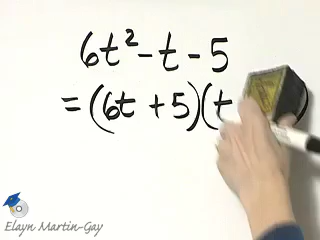 6t² - t - 5
= (6t + 5)(t
Elayn Martin-Gay